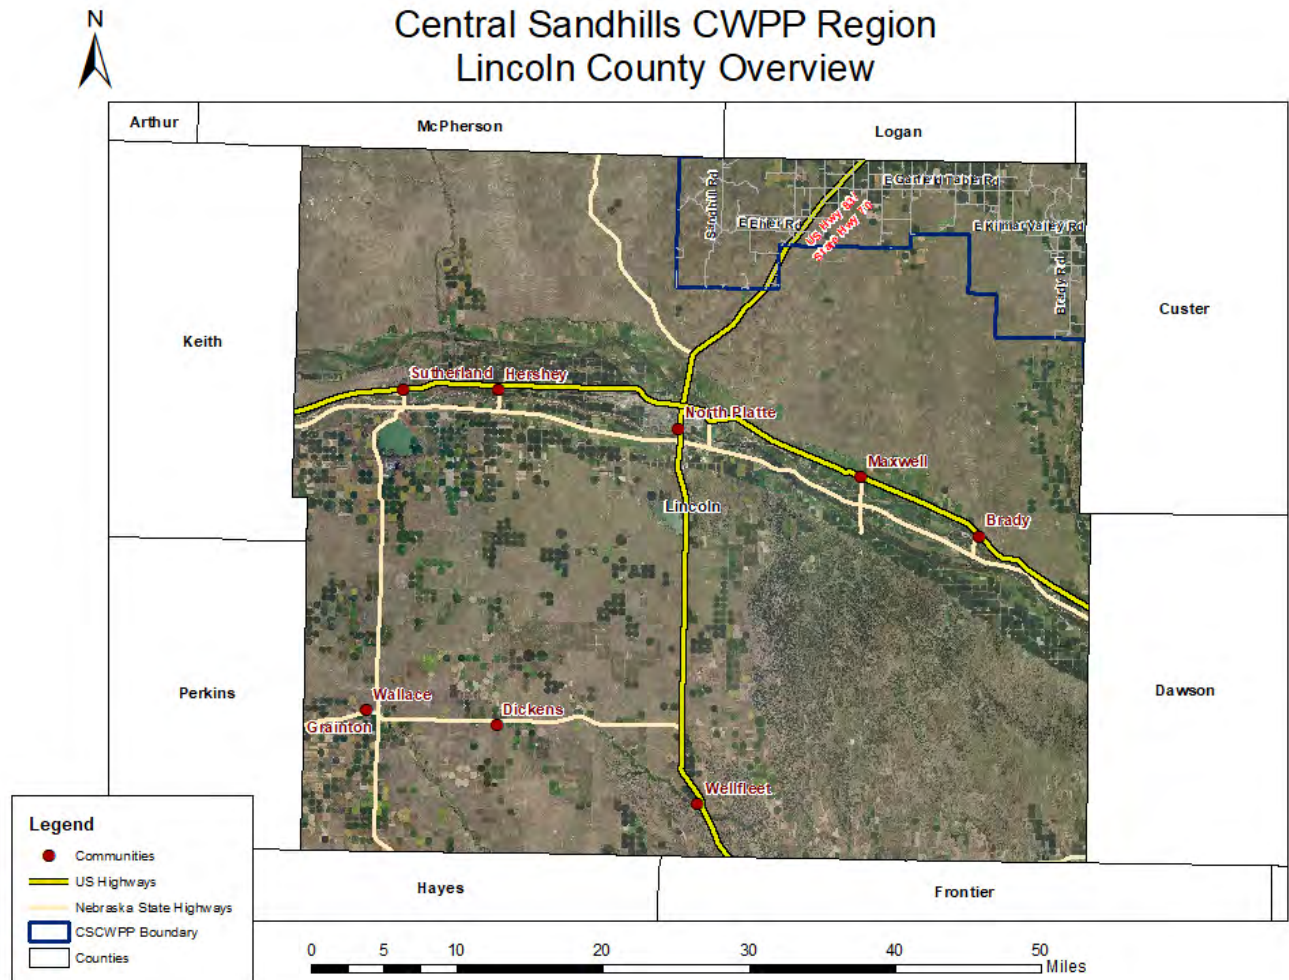 N
Central Sandhills CWPP Region
Lincoln County Overview
Arthur
McPherson
Logan
E Garfield Table Rd
Sandhill Rd
E Ehler Rd
US Hwy 83/
State Hwy 70
E Kilmer Valley Rd
Brady Rd
Custer
Keith
Sutherland
Hershey
North Platte
Maxwell
Lincoln
Brady
Perkins
Dawson
Wallace
Grainton
Dickens
Wellfleet
Legend
Communities
US Highways
Nebraska State Highways
CSCWPP Boundary
Counties
Hayes
Frontier
0 5 10 20 30 40 50
Miles